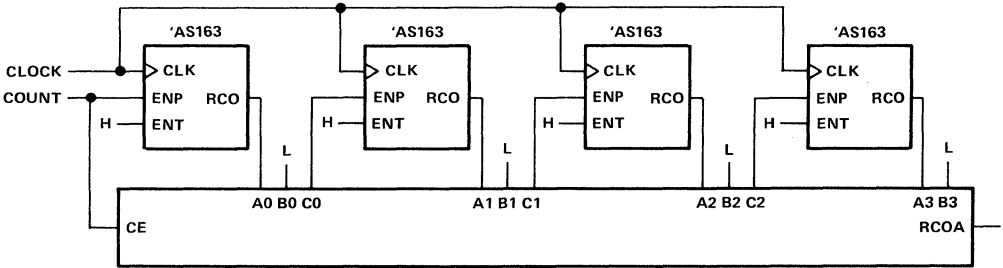 'AS163 'AS163 'AS163 'AS163
CLOCK CLK CLK CLK CLK
COUNT ENP RCO ENP RCO ENP RCO ENP RCO
H ENT H ENT H ENT H ENT
L L L L
A0 B0 C0 A1 B1 C1 A2 B2 C2 A3 B3
CE RCOA